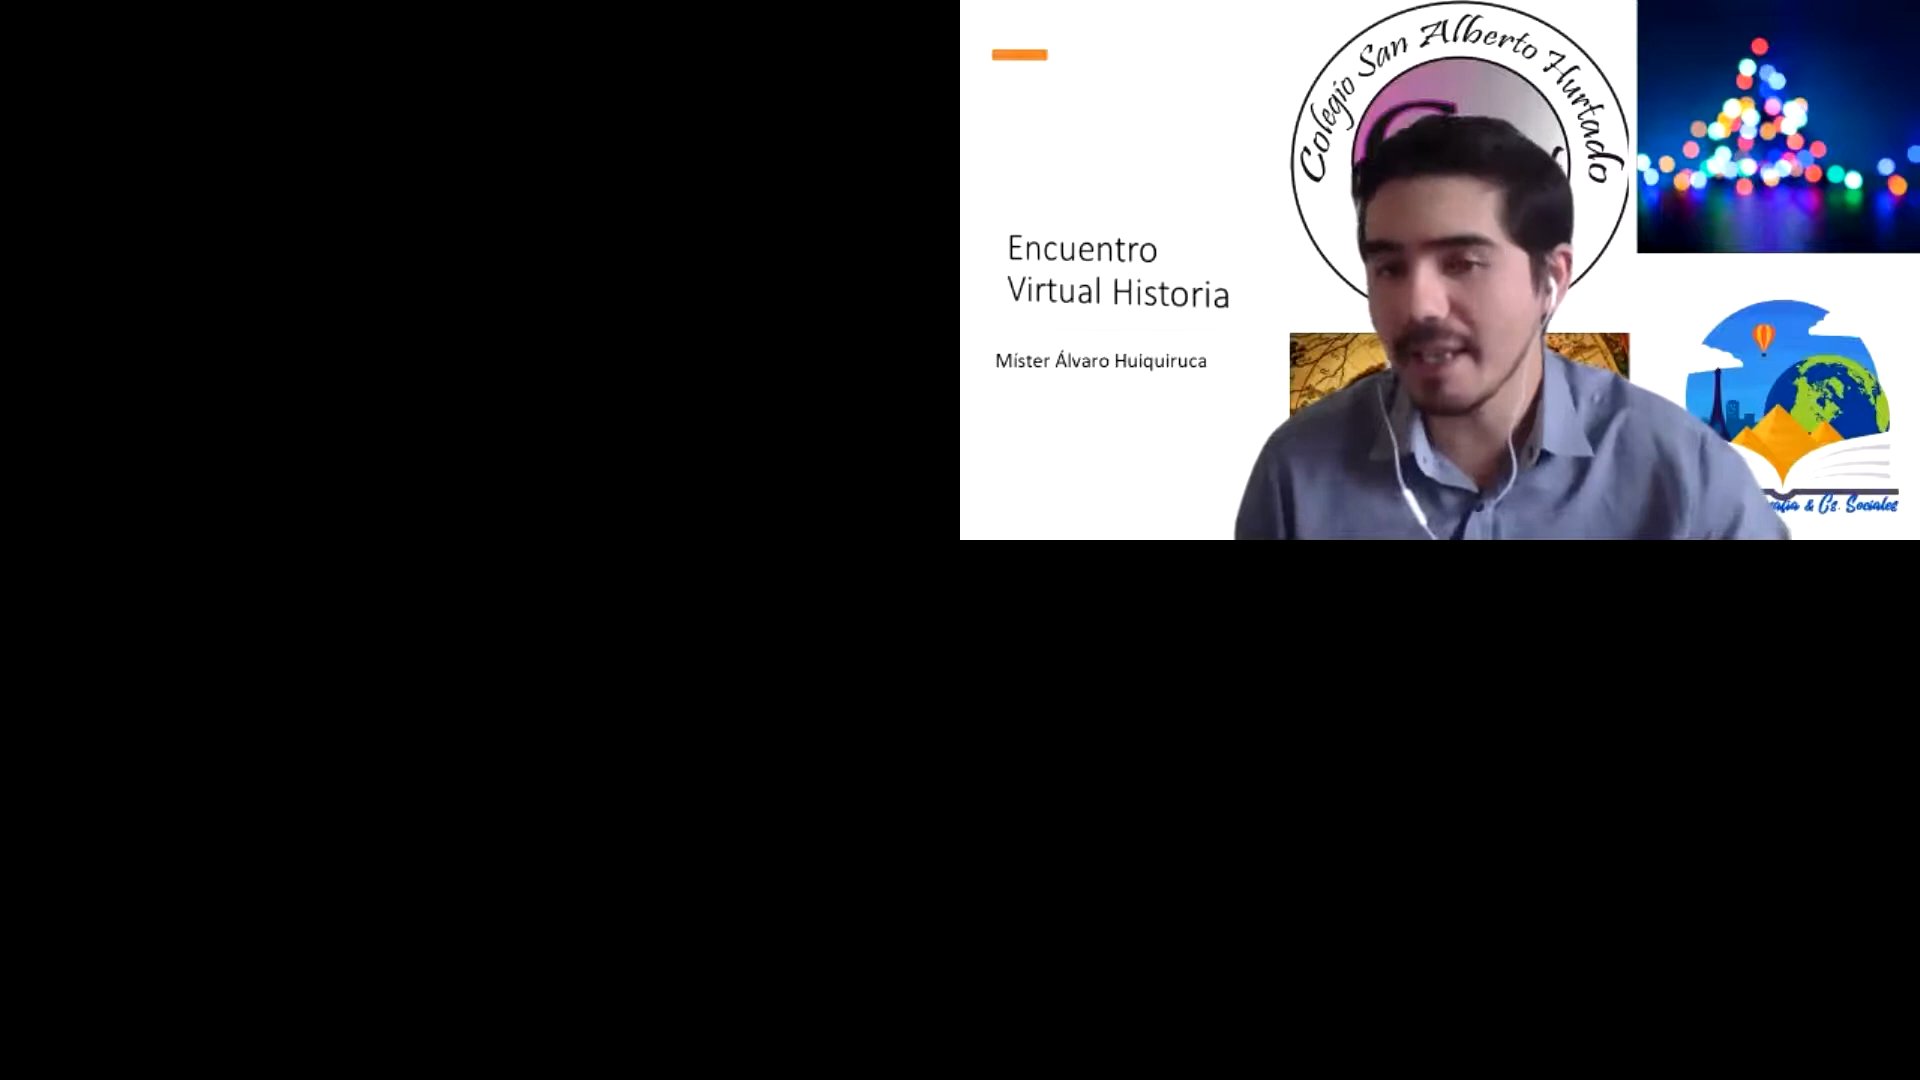 Colegio San Alberto Hurtado
Encuentro
Virtual Historia
Míster Álvaro Huiquiruca
& Cs. Sociales